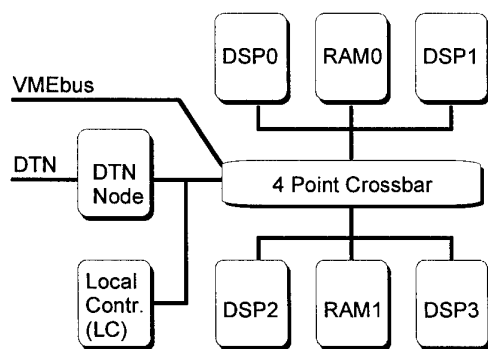 DSP0 RAM0 DSP1
VMEbus
DTN
DTN
Node
4 Point Crossbar
Local
Contr.
(LC)
DSP2 RAM1 DSP3